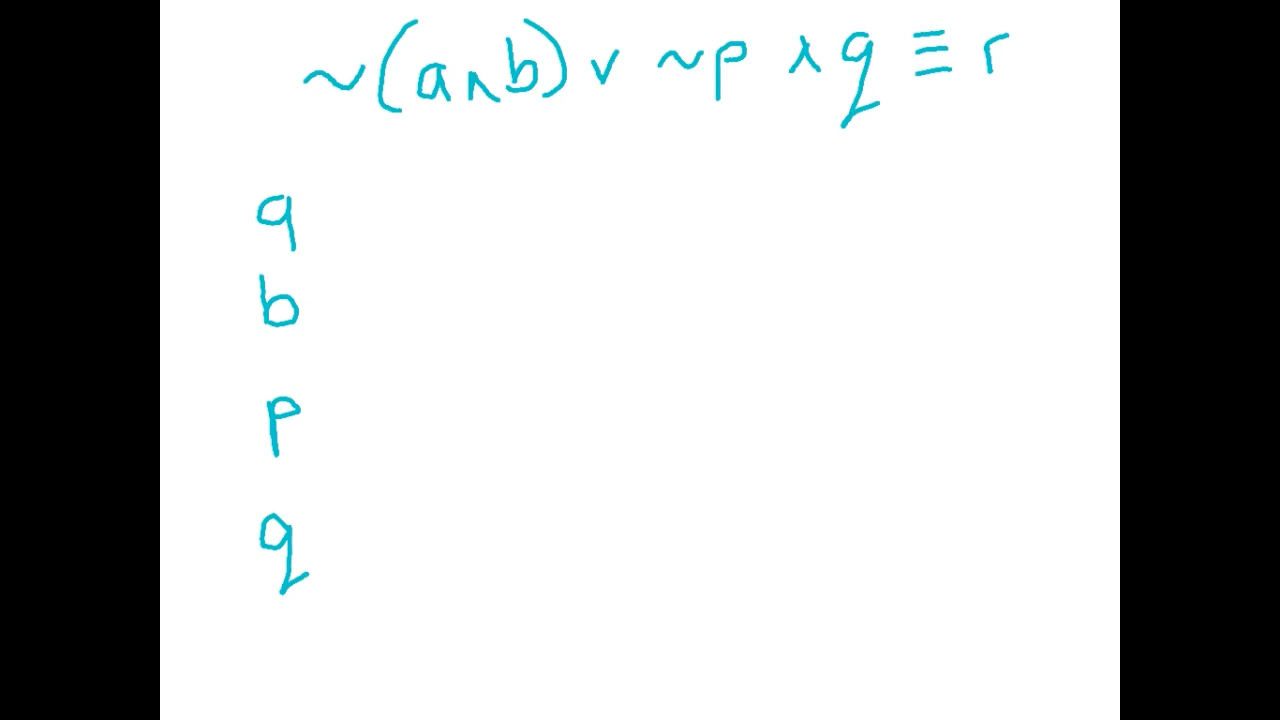 ~(a∧b) ∨ ~p ∧ q ≡ r
a
b
p
q